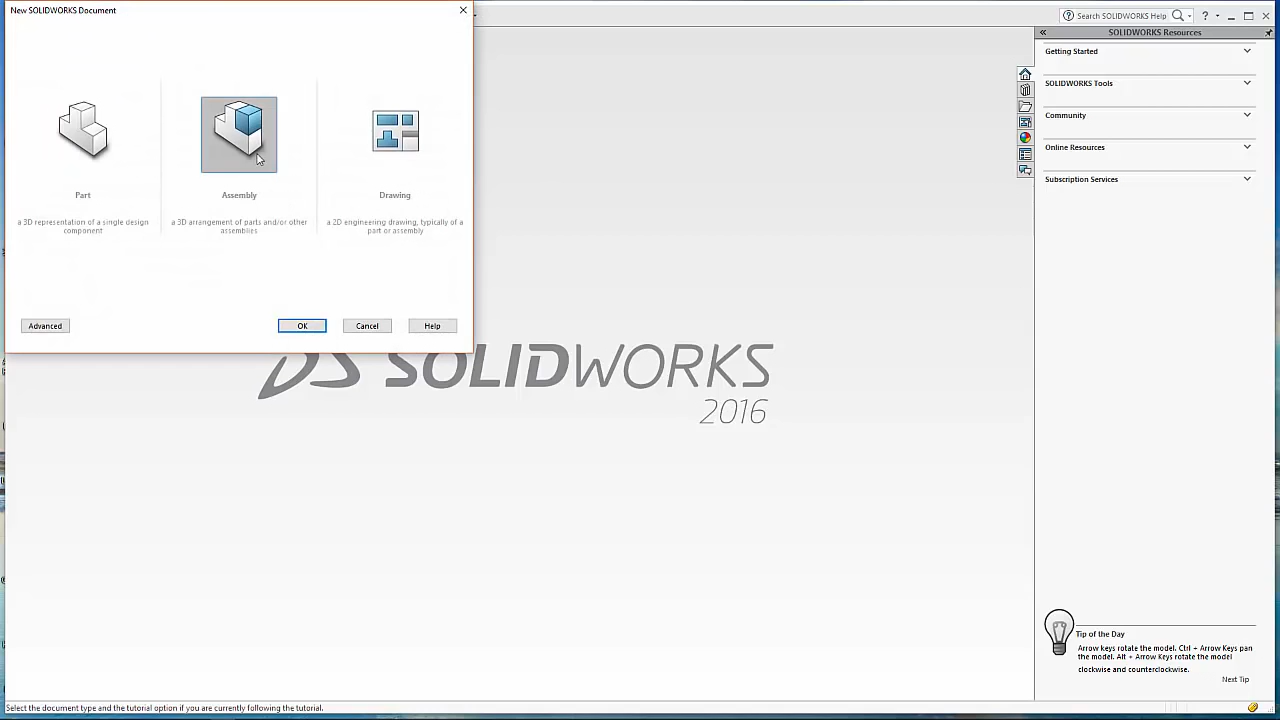 New SOLIDWORKS Document
Part
a 3D representation of a single design
component
Assembly
a 3D arrangement of parts and/or other
assemblies
Drawing
a 2D engineering drawing, typically of a
part or assembly
Advanced
OK
Cancel
Help
Search SOLIDWORKS Help
?
SOLIDWORKS Resources
Getting Started
SOLIDWORKS Tools
Community
Online Resources
Subscription Services
DS SOLIDWORKS
2016
Tip of the Day
Arrow keys rotate the model. Ctrl + Arrow Keys pan
the model. Alt + Arrow Keys rotate the model
clockwise and counterclockwise.
Next Tip
Select the document type and the tutorial option if you are currently following the tutorial.